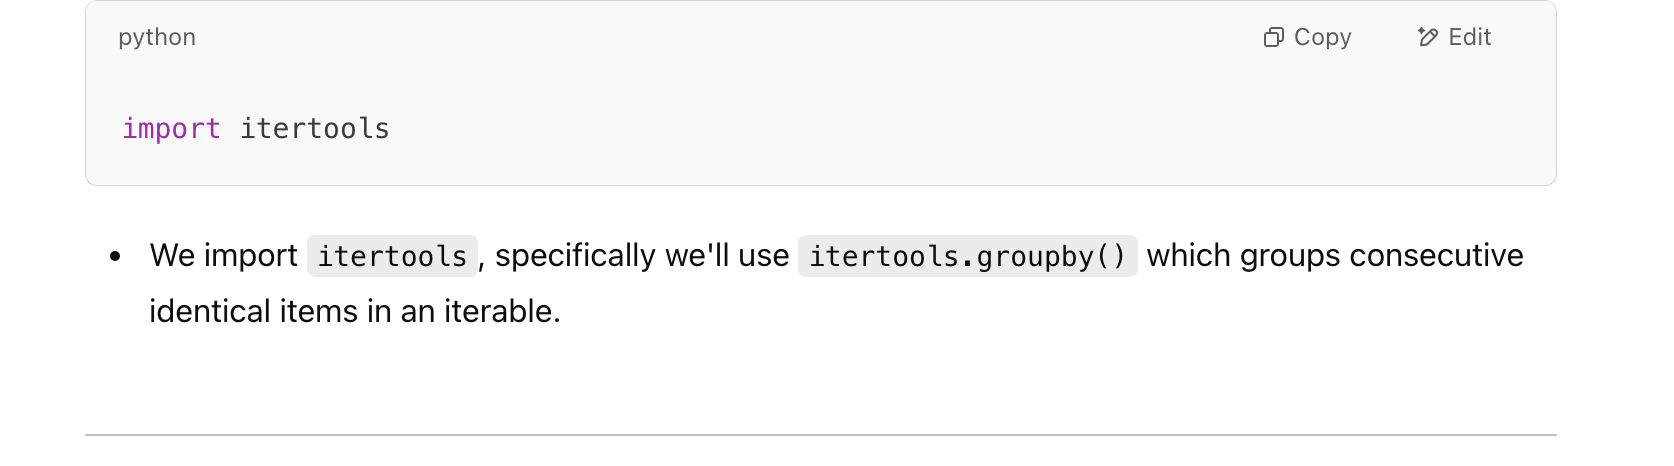 python
Copy
Edit
import itertools
• We import itertools, specifically we'll use itertools.groupby() which groups consecutive
identical items in an iterable.